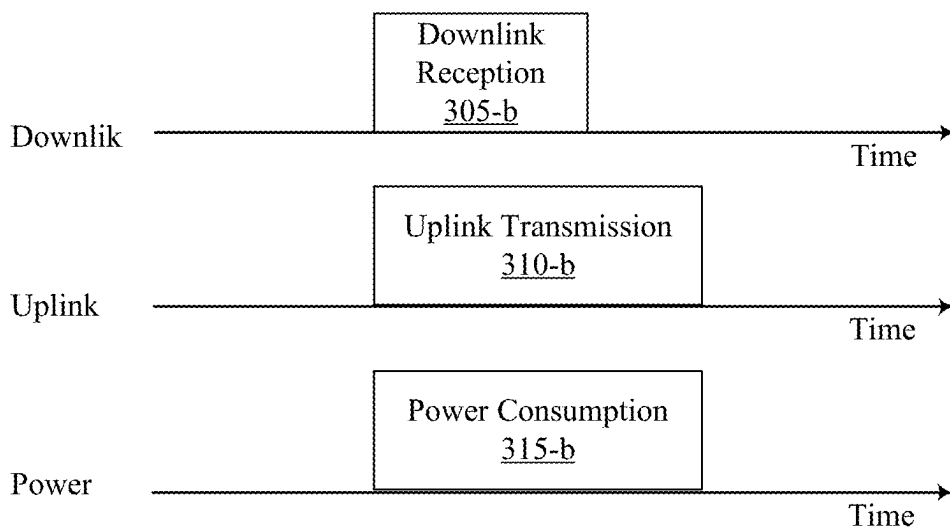 Downlink
Reception
305-b
Downlik
Time
Uplink Transmission
310-b
Uplink
Time
Power Consumption
315-b
Power
Time